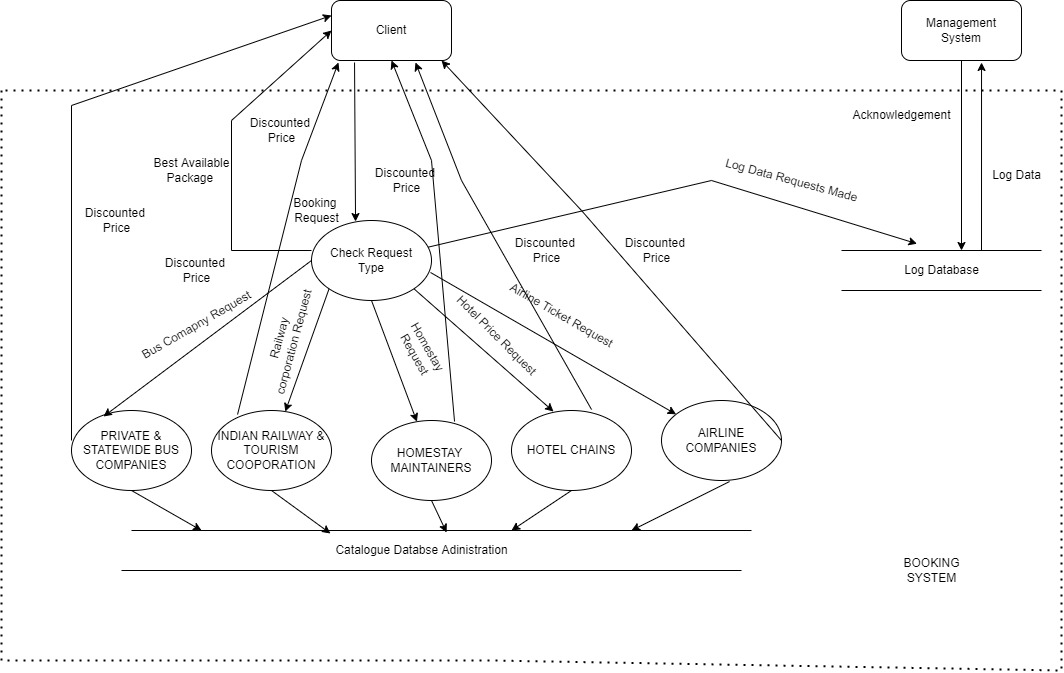 Client
Management
System
Acknowledgement
Discounted
Price
Best Available
Package
Discounted
Price
Log Data Requests Made
Log Data
Booking
Request
Discounted
Price
Discounted
Price
Discounted
Price
Check Request
Type
Discounted
Price
Log Database
Bus Comapny Request
Railway
corporation Request
Homestay
Request
Hotel Price Request
Airline Ticket Request
PRIVATE &
STATEWIDE BUS
COMPANIES
INDIAN RAILWAY &
TOURISM
COOPORATION
HOMESTAY
MAINTAINERS
HOTEL CHAINS
AIRLINE
COMPANIES
Catalogue Databse Adinistration
BOOKING
SYSTEM